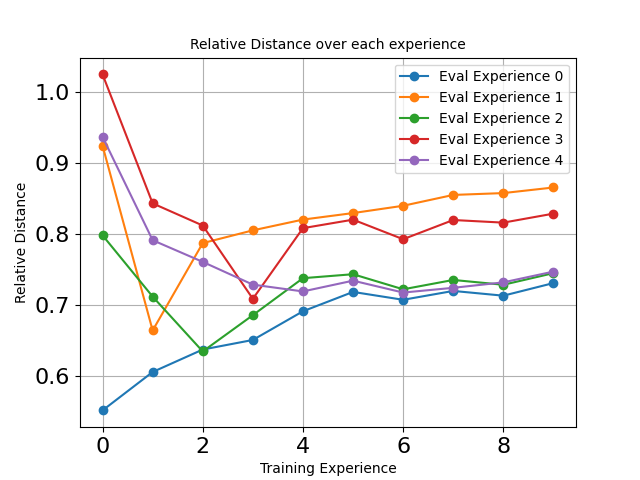 Relative Distance over each experience
Relative Distance
1.0
0.9
0.8
0.7
0.6
Eval Experience 0
Eval Experience 1
Eval Experience 2
Eval Experience 3
Eval Experience 4
0 2 4 6 8
Training Experience